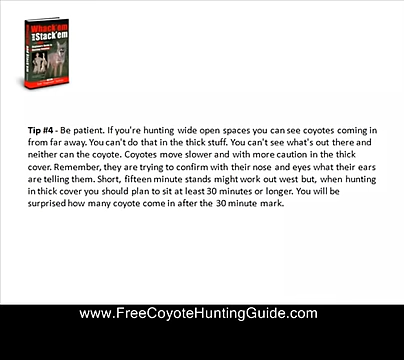 Whack'em
Stack'em
Tip #4 - Be patient. If you're hunting wide open spaces you can see coyotes coming in
from far away. You can't do that in the thick stuff. You can't see what's out there and
neither can the coyote. Coyotes move slower and with more caution in the thick
cover. Remember, they are trying to confirm with their nose and eyes what their ears
are telling them. Short, fifteen minute stands might work out west but, when hunting
in thick cover you should plan to sit at least 30 minutes or longer. You will be
surprised how many coyote come in after the 30 minute mark.
www.FreeCoyoteHuntingGuide.com